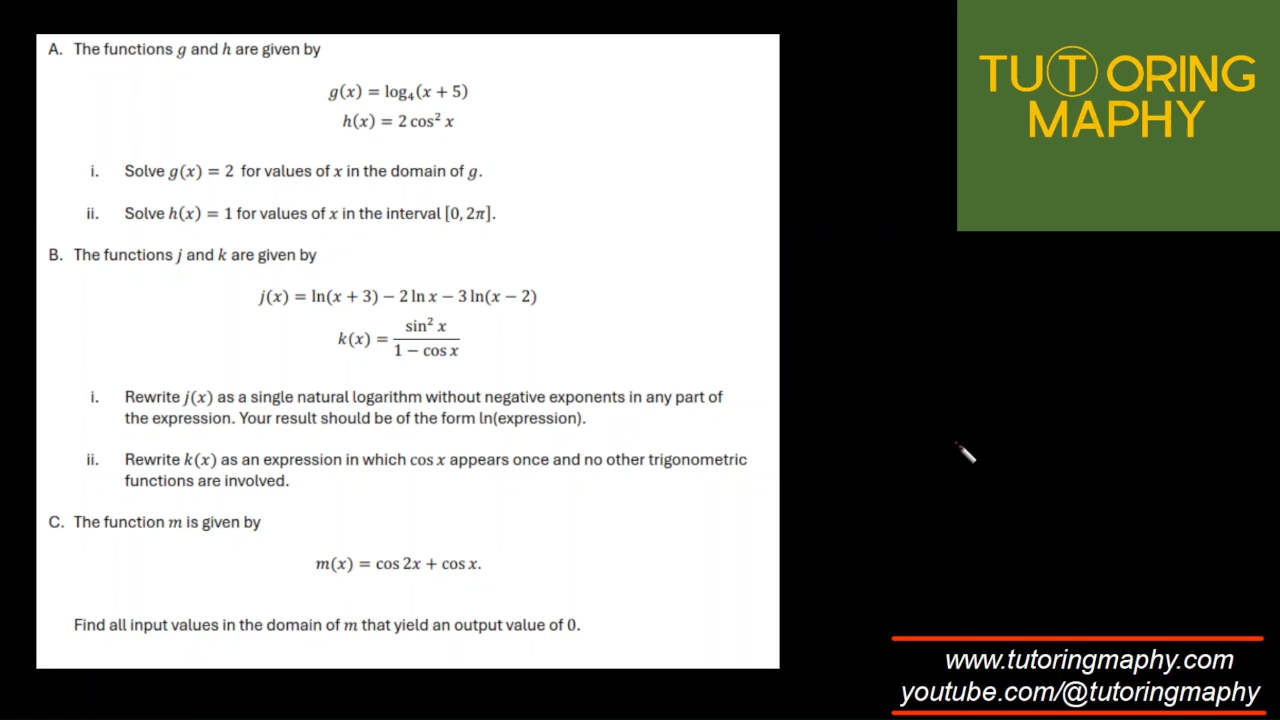 A. The functions g and h are given by
g(x) = log₄(x + 5)
h(x) = 2 cos² x
i. Solve g(x) = 2 for values of x in the domain of g.
ii. Solve h(x) = 1 for values of x in the interval [0, 2π].
B. The functions j and k are given by
j(x) = ln(x + 3) − 2 ln x − 3 ln(x − 2)
k(x) = sin² x / (1 − cos x)
i. Rewrite j(x) as a single natural logarithm without negative exponents in any part of
the expression. Your result should be of the form ln(expression).
ii. Rewrite k(x) as an expression in which cos x appears once and no other trigonometric
functions are involved.
C. The function m is given by
m(x) = cos 2x + cos x.
Find all input values in the domain of m that yield an output value of 0.
TUTORING
MAPHY
www.tutoringmaphy.com
youtube.com/@tutoringmaphy